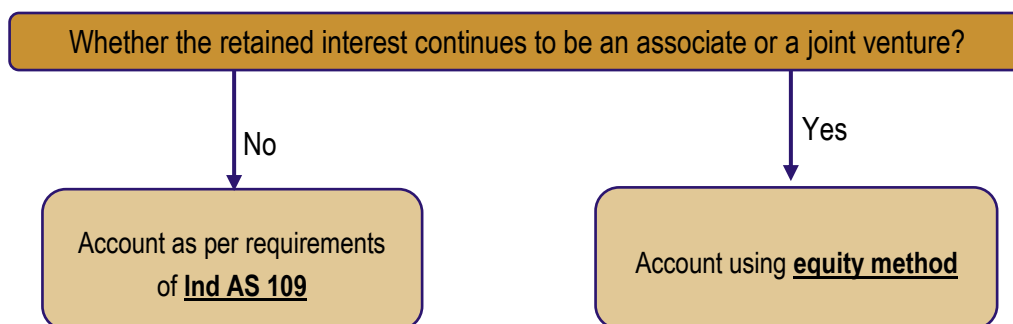 Whether the retained interest continues to be an associate or a joint venture?
No
Yes
Account as per requirements
of Ind AS 109
Account using equity method